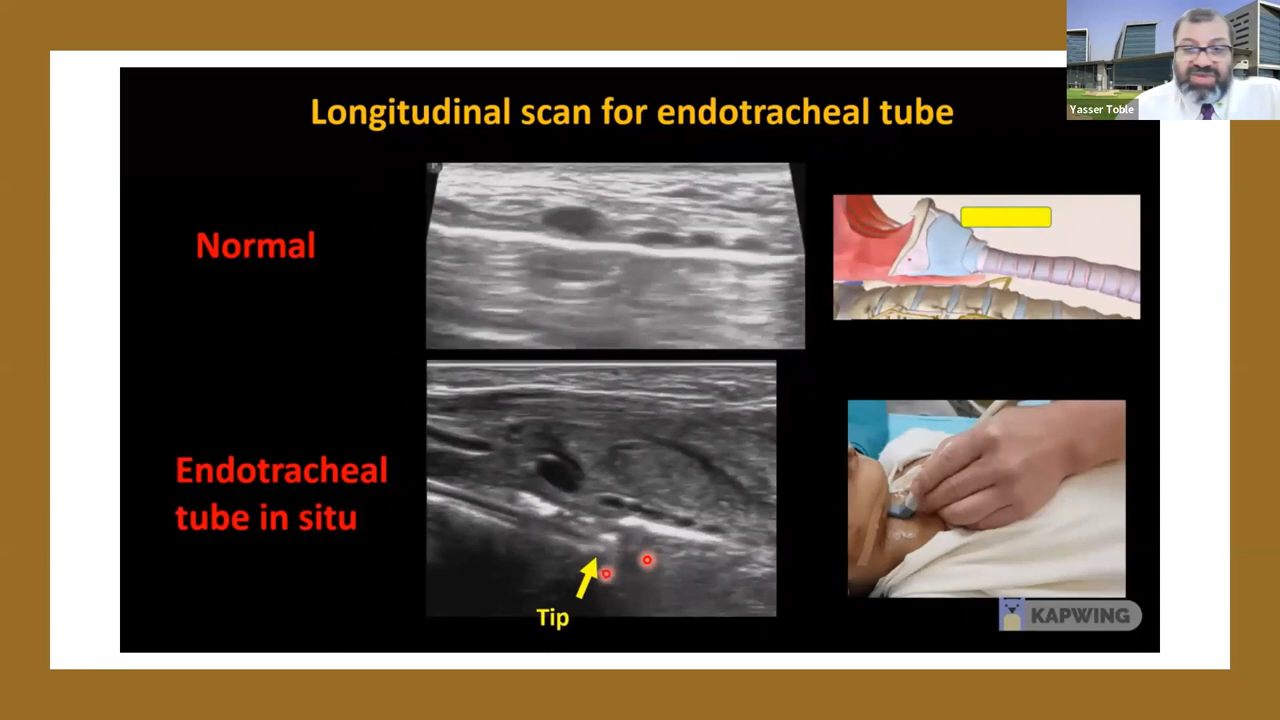 Longitudinal scan for endotracheal tube
Yasser Toble
Normal
Endotracheal
tube in situ
Tip
KAPWING